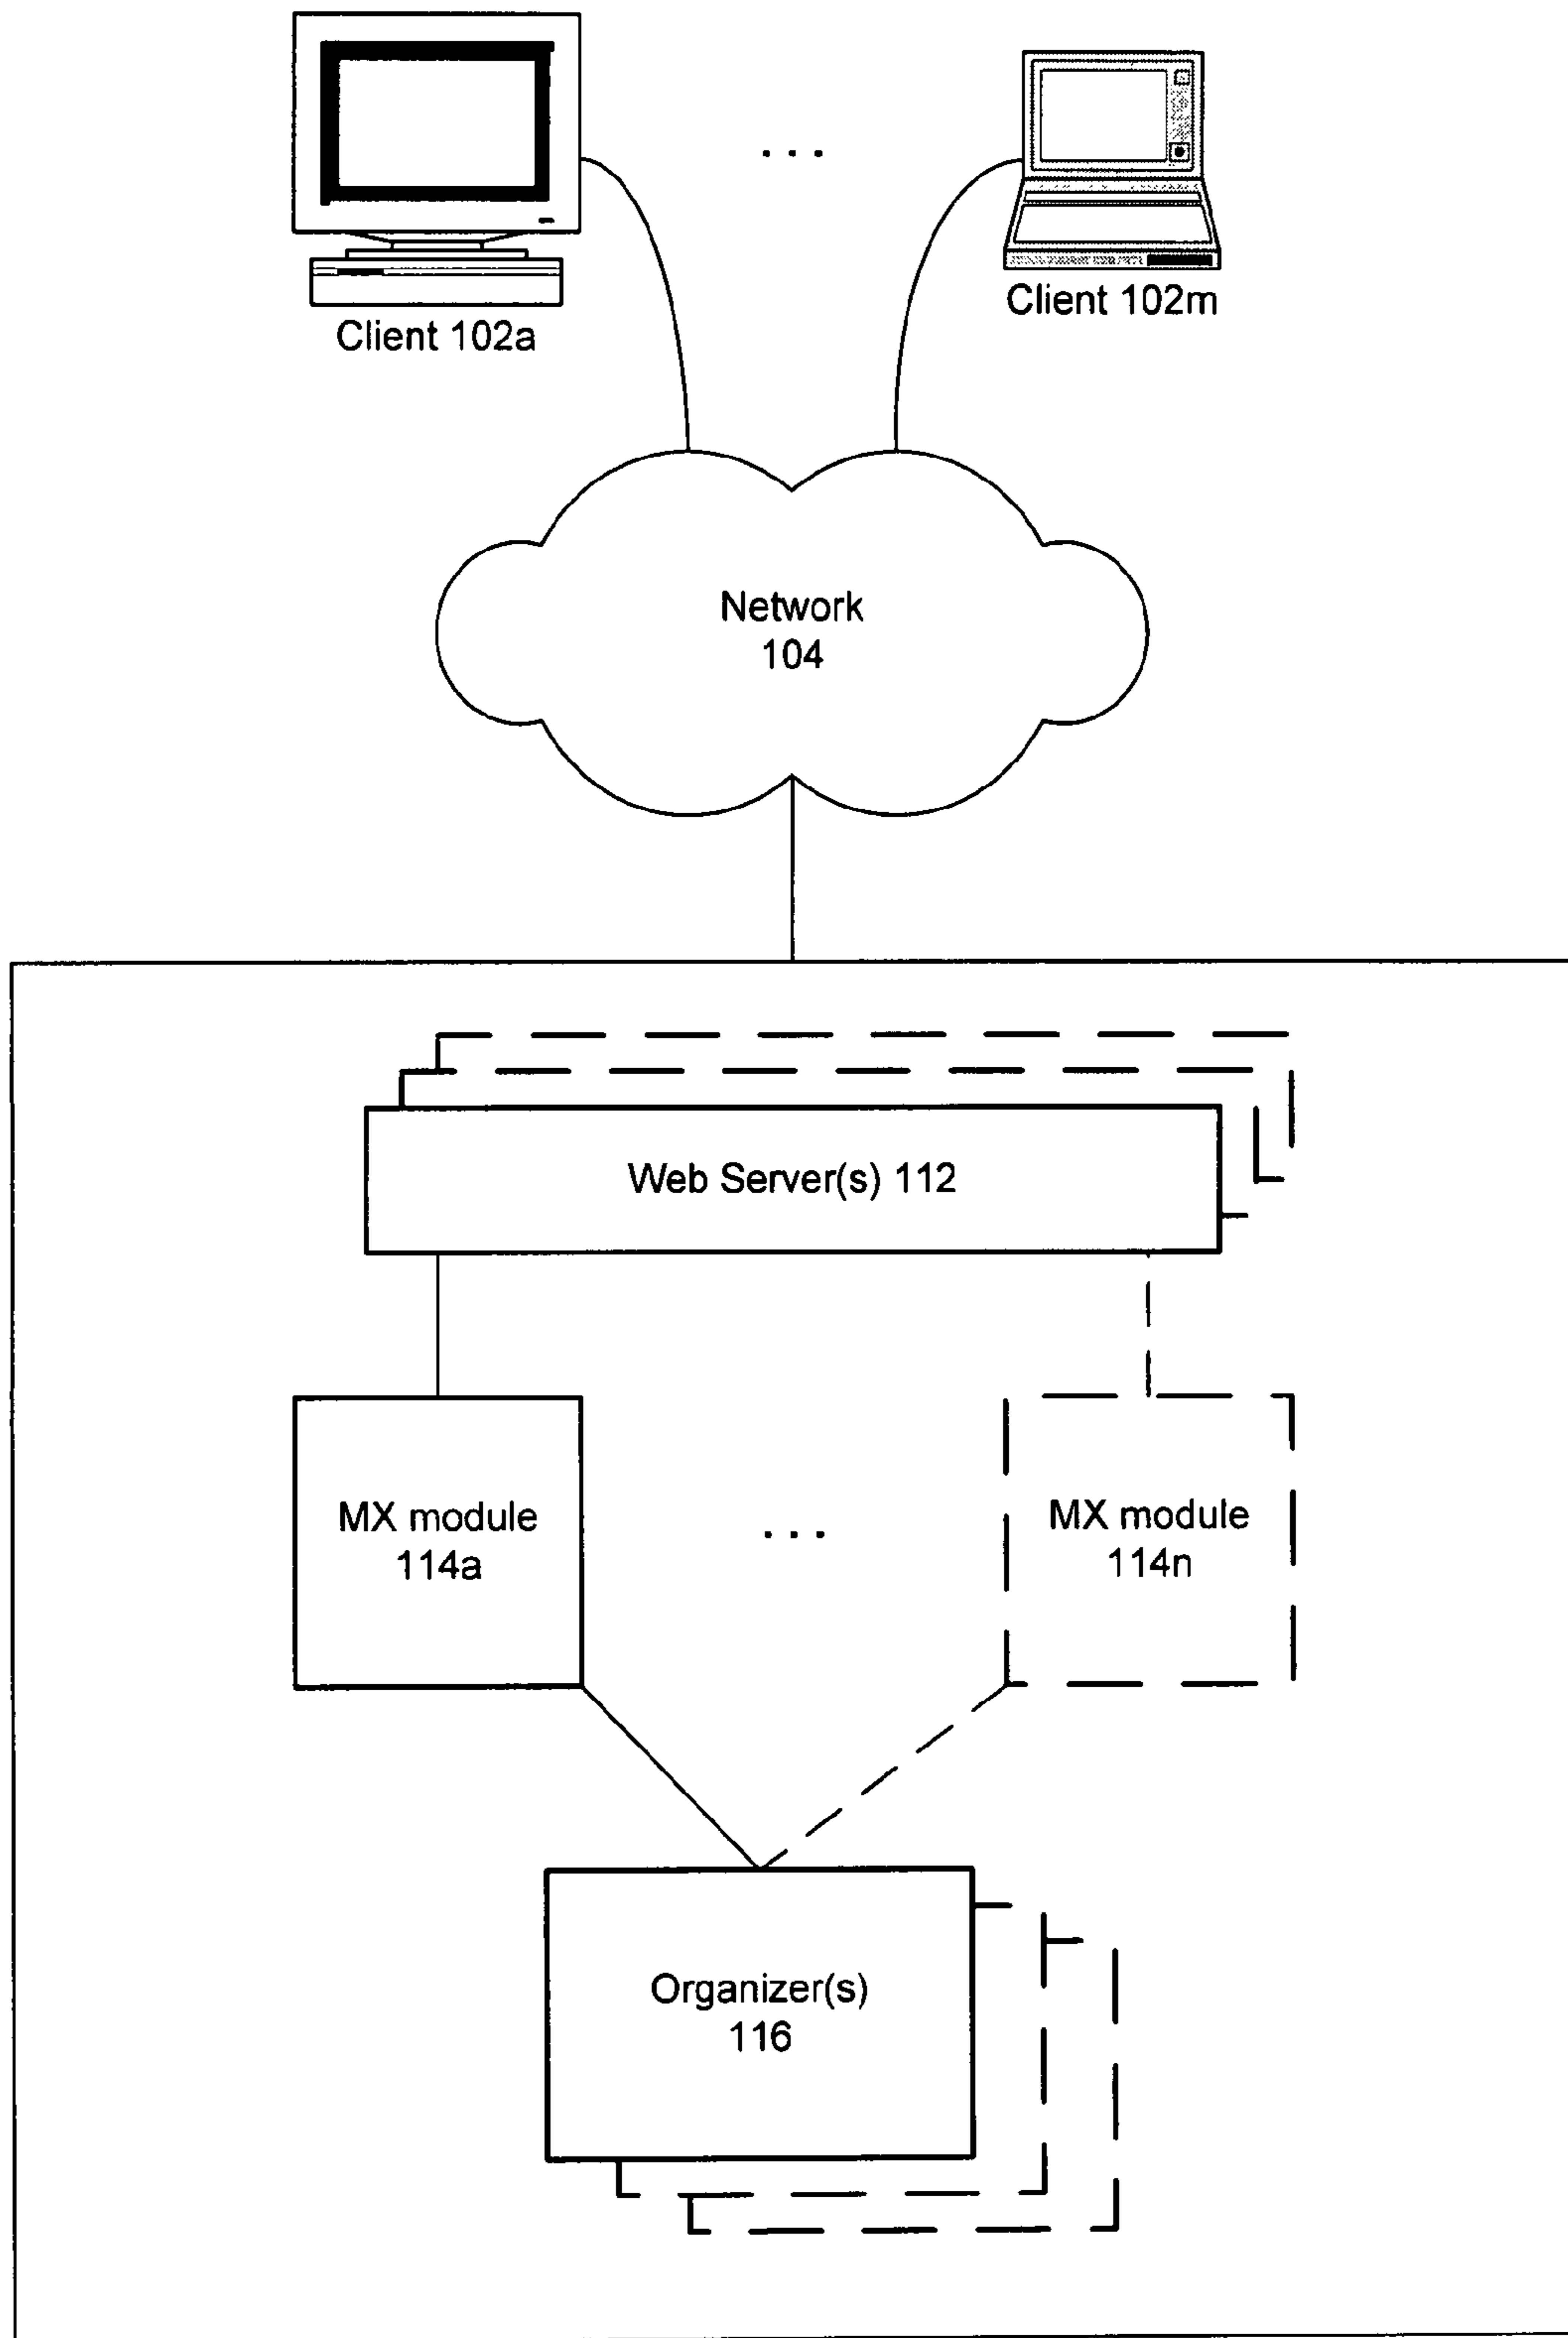 Client 102a
. . .
Client 102m
Network
104
Web Server(s) 112
MX module
114a
. . .
MX module
114n
Organizer(s)
116